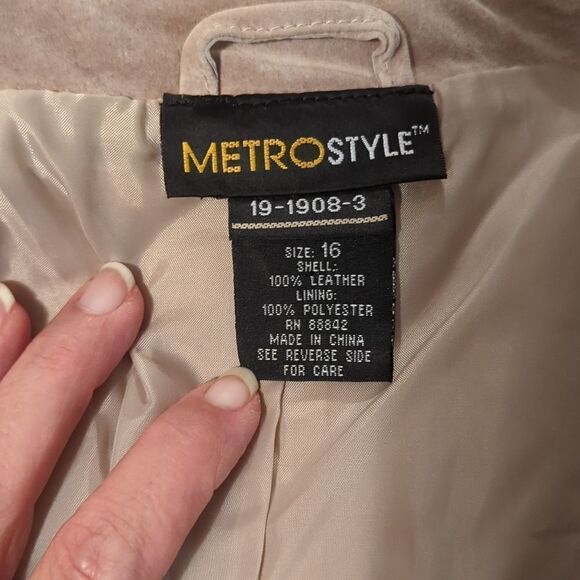 METROSTYLE™
19-1908-3
SIZE: 16
SHELL:
100% LEATHER
LINING:
100% POLYESTER
RN 88842
MADE IN CHINA
SEE REVERSE SIDE
FOR CARE